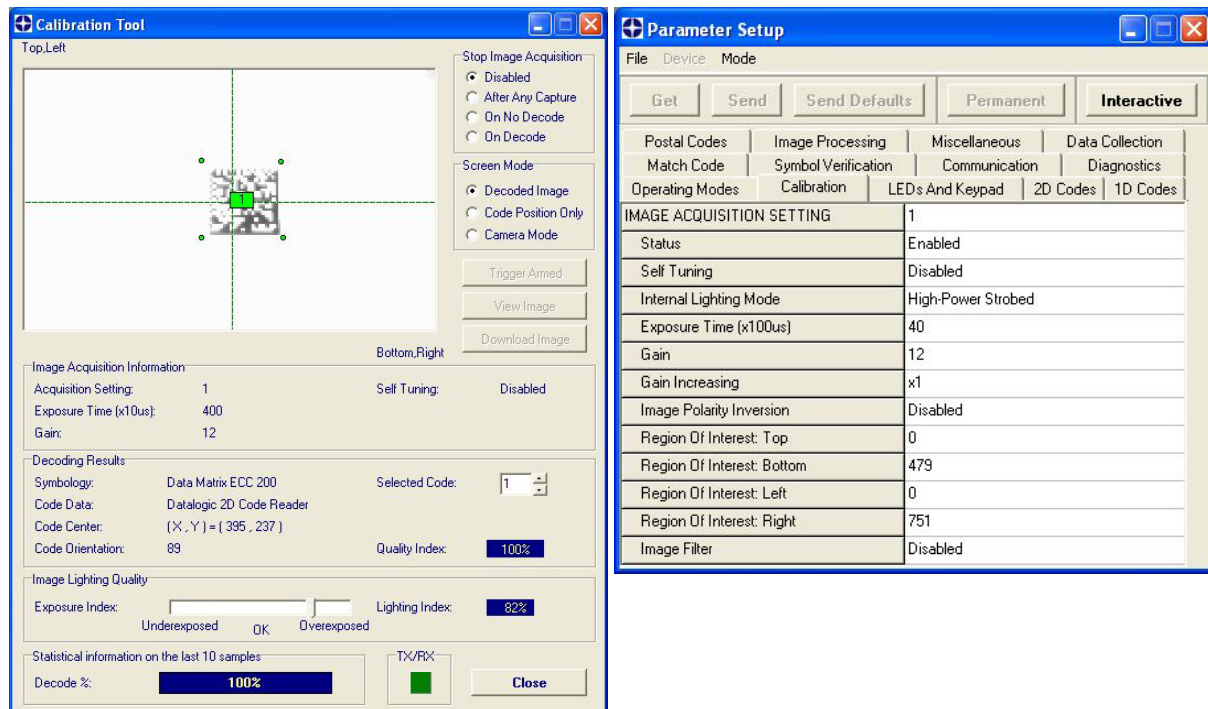 Calibration Tool
Top,Left
Stop Image Acquisition
Disabled
After Any Capture
On No Decode
On Decode
Screen Mode
Decoded Image
Code Position Only
Camera Mode
1
Trigger Armed
View Image
Download Image
Bottom,Right
Image Acquisition Information
Acquisition Setting: 1 Self Tuning: Disabled
Exposure Time (x10us): 400
Gain: 12
Decoding Results
Symbology: Data Matrix ECC 200 Selected Code: 1
Code Data: Datalogic 2D Code Reader
Code Center: ( X , Y ) = ( 395 , 237 )
Code Orientation: 89 Quality Index: 100%
Image Lighting Quality
Exposure Index: Lighting Index: 82%
Underexposed OK Overexposed
Statistical information on the last 10 samples
TX/RX
Decode %: 100%
Close
Parameter Setup
File Device Mode
Get Send Send Defaults Permanent Interactive
Postal Codes Image Processing Miscellaneous Data Collection
Match Code Symbol Verification Communication Diagnostics
Operating Modes Calibration LEDs And Keypad 2D Codes 1D Codes
IMAGE ACQUISITION SETTING 1
Status Enabled
Self Tuning Disabled
Internal Lighting Mode High-Power Strobed
Exposure Time (x100us) 40
Gain 12
Gain Increasing x1
Image Polarity Inversion Disabled
Region Of Interest: Top 0
Region Of Interest: Bottom 479
Region Of Interest: Left 0
Region Of Interest: Right 751
Image Filter Disabled